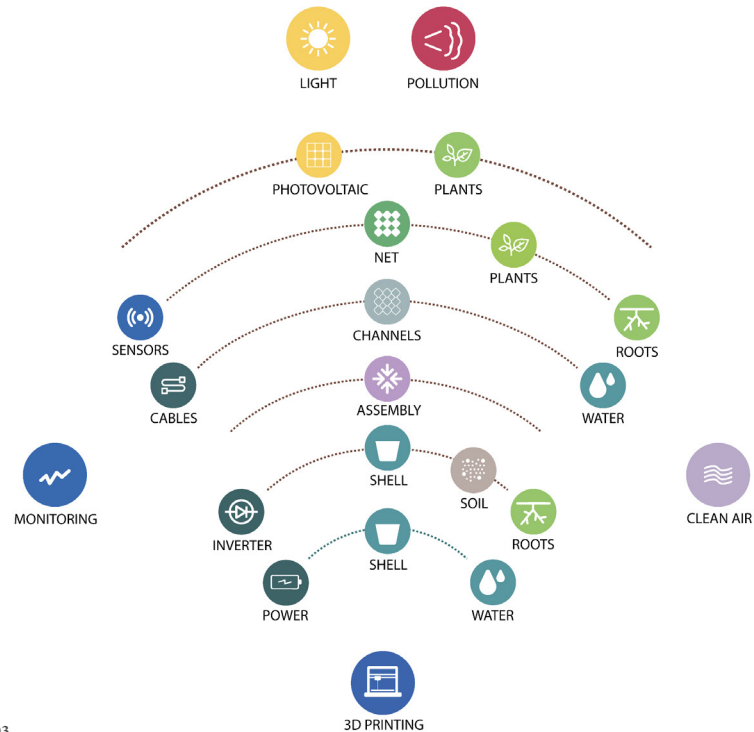 LIGHT
POLLUTION
PHOTOVOLTAIC
PLANTS
NET
PLANTS
SENSORS
CHANNELS
ROOTS
CABLES
ASSEMBLY
WATER
SHELL
MONITORING
SOIL
CLEAN AIR
INVERTER
ROOTS
SHELL
POWER
WATER
3D PRINTING